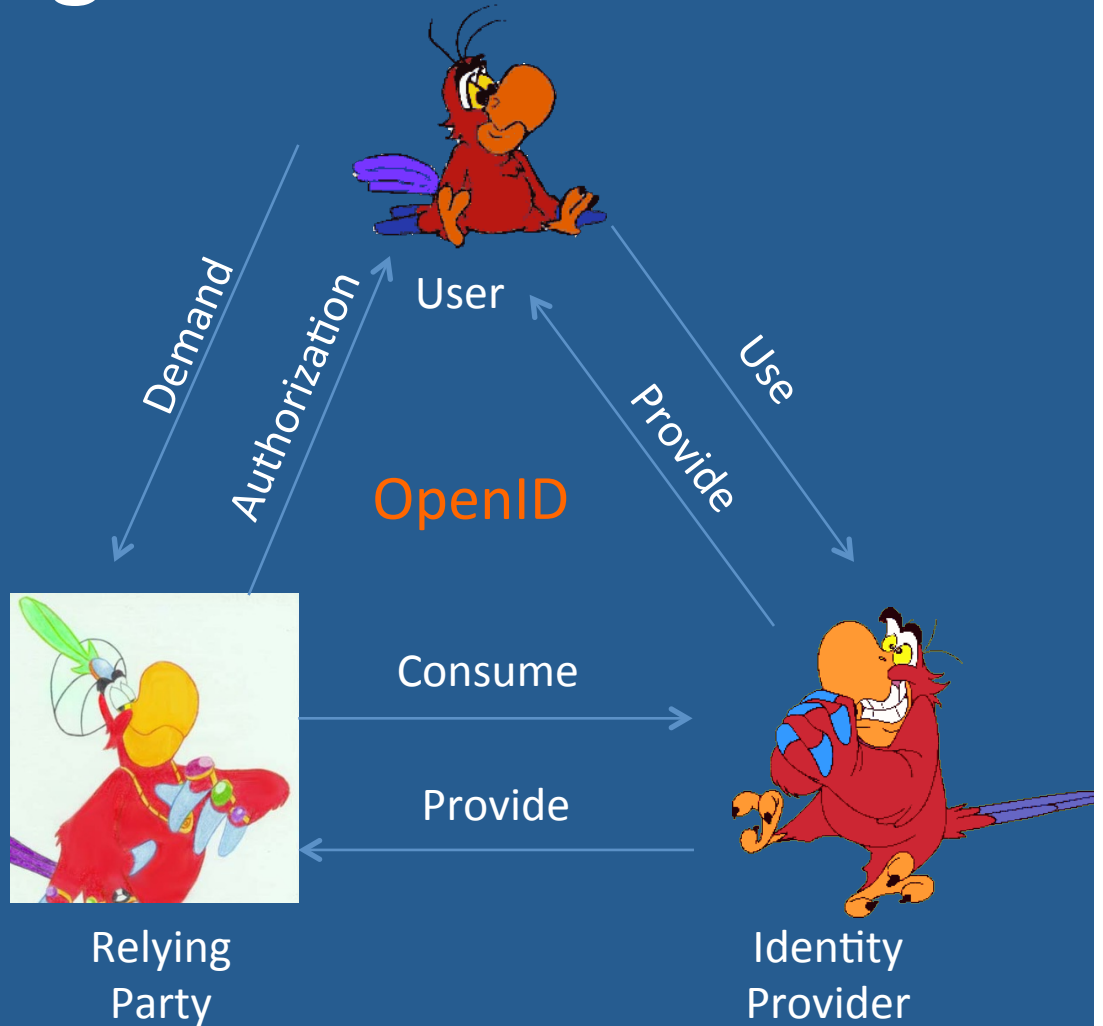 User
Demand
Authorization
Use
Provide
OpenID
Consume
Provide
Relying
Party
Identity
Provider